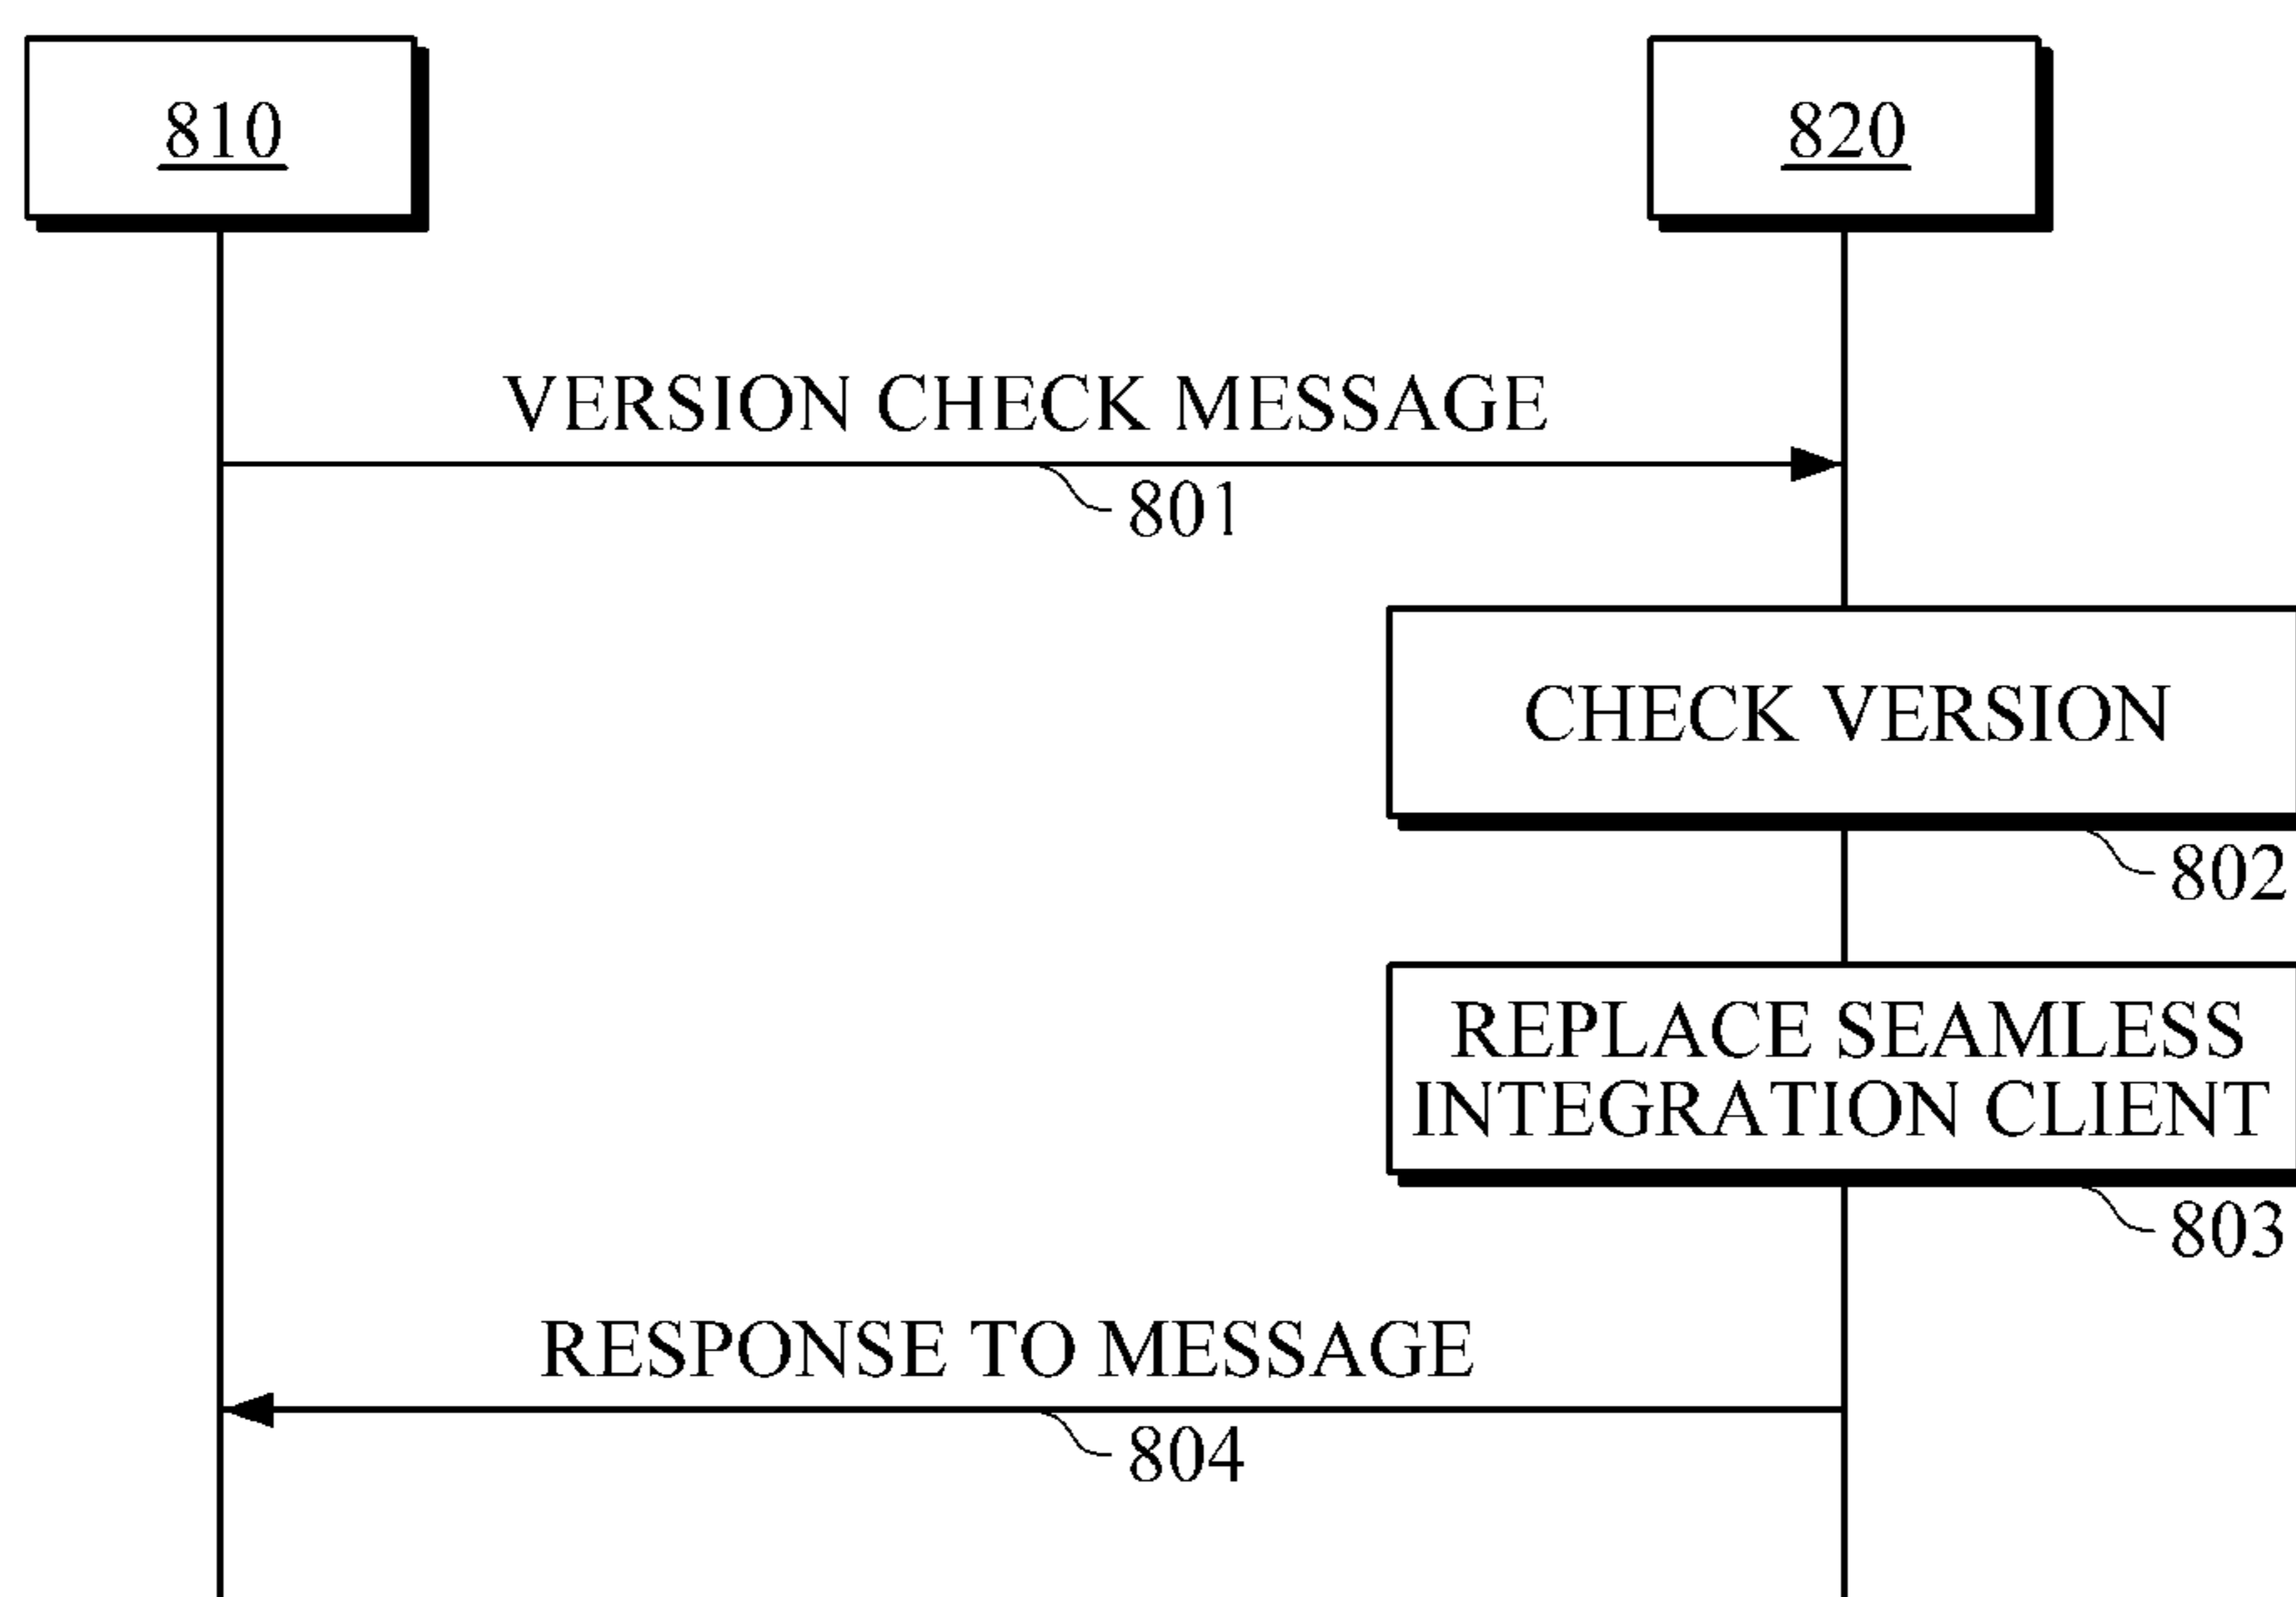 810
820
VERSION CHECK MESSAGE
801
CHECK VERSION
802
REPLACE SEAMLESS
INTEGRATION CLIENT
803
RESPONSE TO MESSAGE
804